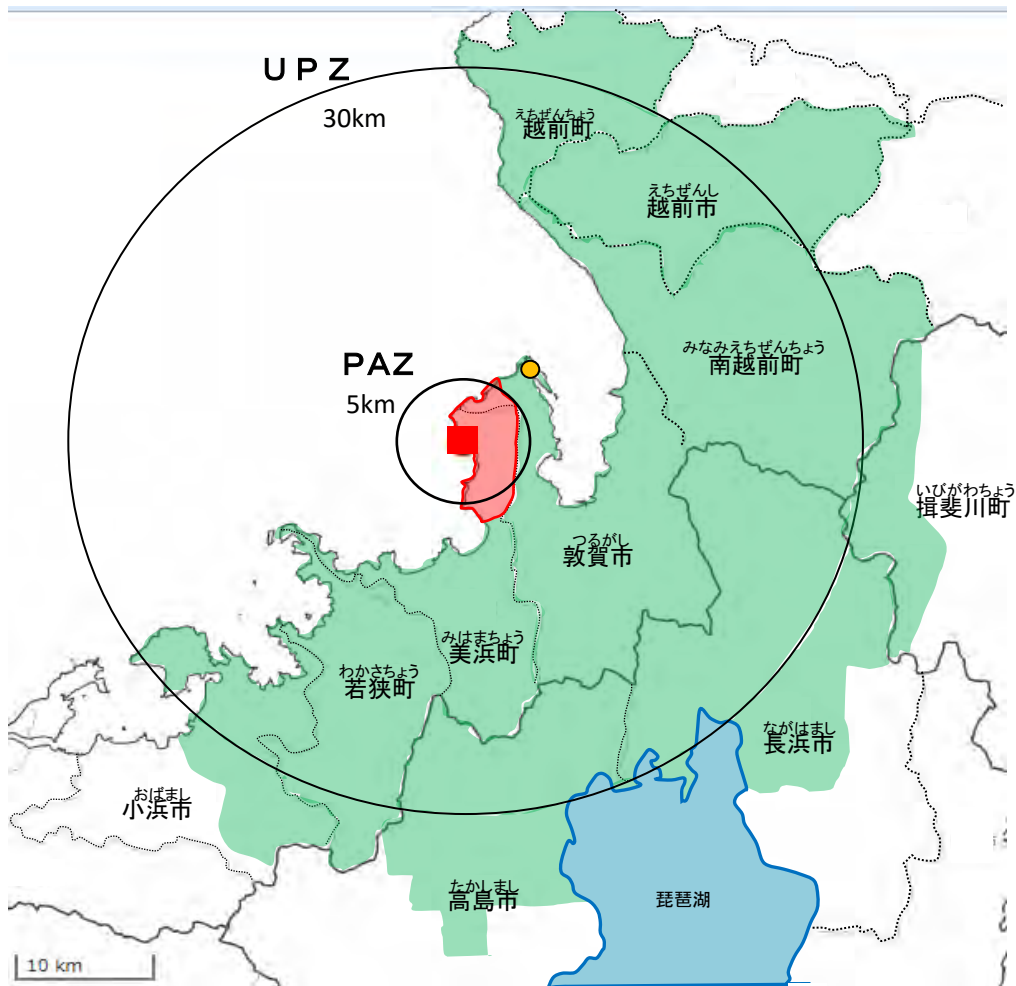 ＵＰＺ
30km
えちぜんちょう
越前町
えちぜんし
越前市
みなみえちぜんちょう
南越前町
ＰＡＺ
5km
いびがわちょう
揖斐川町
つるがし
敦賀市
みはまちょう
美浜町
わかさちょう
若狭町
ながはまし
長浜市
おばまし
小浜市
たかしまし
高島市
琵琶湖
10 km